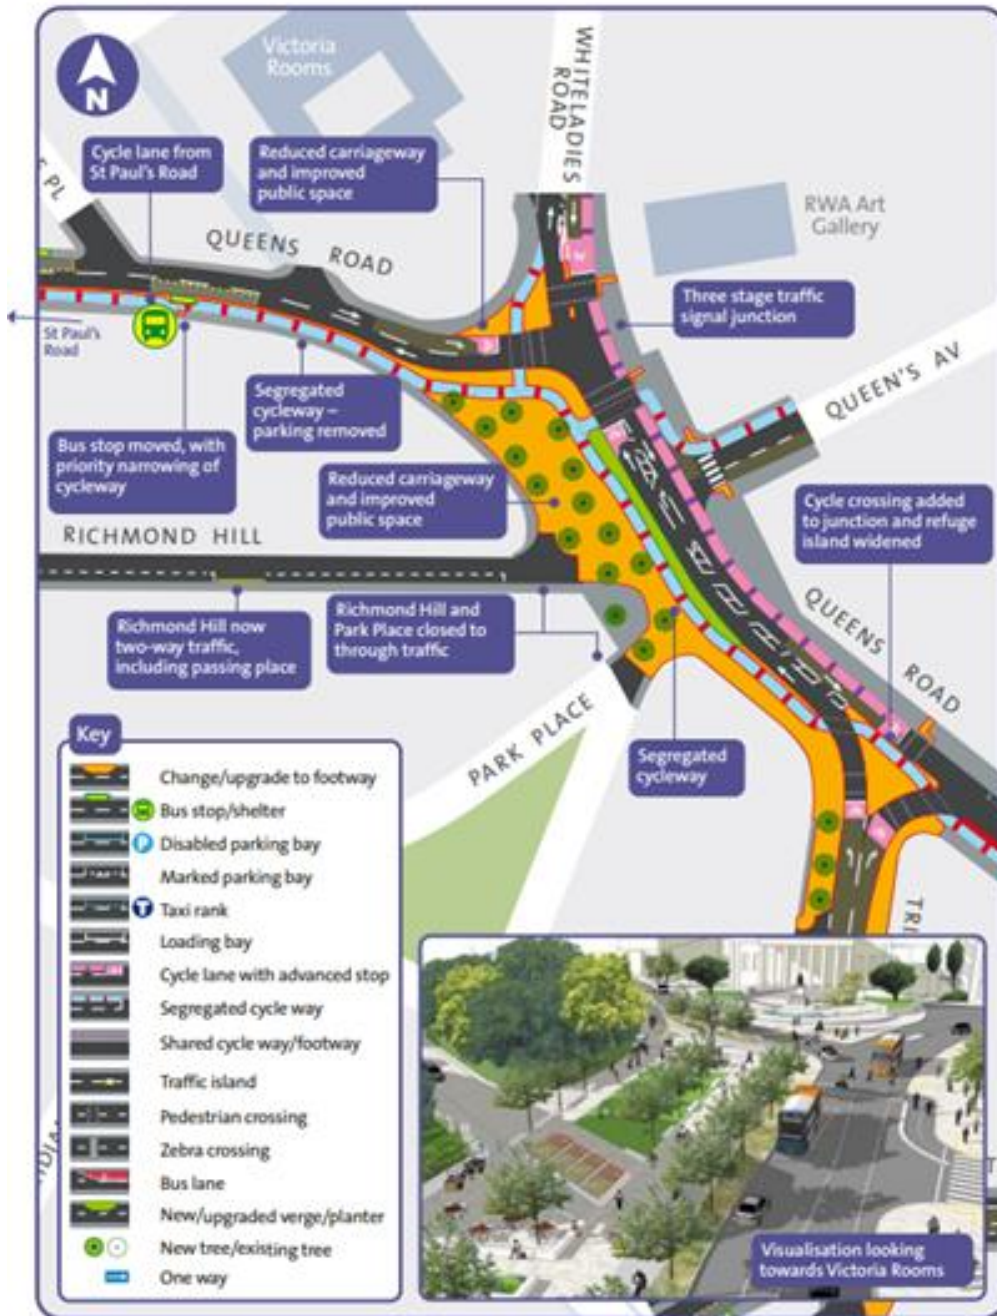 N
Victoria
Rooms
WHITELADIES
ROAD
Cycle lane from
St Paul's Road
Reduced carriageway
and improved
public space
PL
QUEENS ROAD
RWA Art
Gallery
Three stage traffic
signal junction
St Paul's
Road
QUEEN'S AV
Segregated
cycleway –
parking removed
Bus stop moved, with
priority narrowing of
cycleway
Reduced carriageway
and improved
public space
Cycle crossing added
to junction and refuge
island widened
RICHMOND HILL
Richmond Hill now
two-way traffic,
including passing place
Richmond Hill and
Park Place closed to
through traffic
QUEENS ROAD
PARK PLACE
Segregated
cycleway
TRI
Key
Change/upgrade to footway
Bus stop/shelter
P Disabled parking bay
Marked parking bay
T Taxi rank
Loading bay
Cycle lane with advanced stop
Segregated cycle way
Shared cycle way/footway
Traffic island
Pedestrian crossing
Zebra crossing
Bus lane
New/upgraded verge/planter
New tree/existing tree
One way
Visualisation looking
towards Victoria Rooms